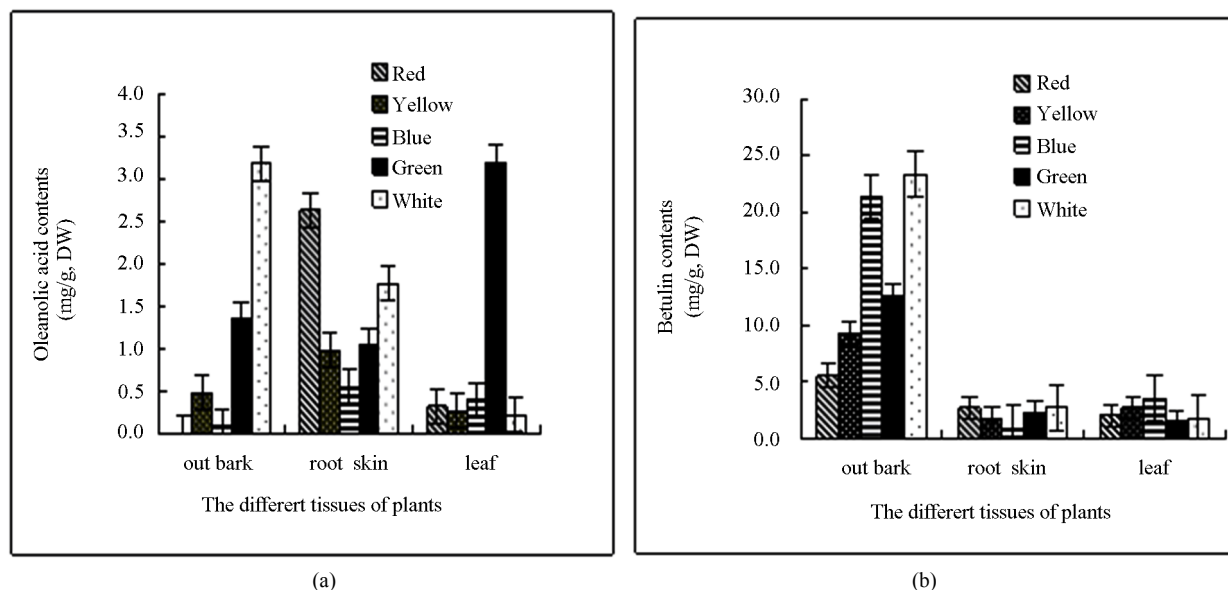 Red
Yellow
Blue
Green
White
4.0
3.5
3.0
2.5
2.0
1.5
1.0
0.5
0.0
Oleanolic acid contents
(mg/g, DW)
out bark
root skin
leaf
The differert tissues of plants
(a)
Red
Yellow
Blue
Green
White
30.0
25.0
20.0
15.0
10.0
5.0
0.0
Betulin contents
(mg/g, DW)
out bark
root skin
leaf
The differert tissues of plants
(b)